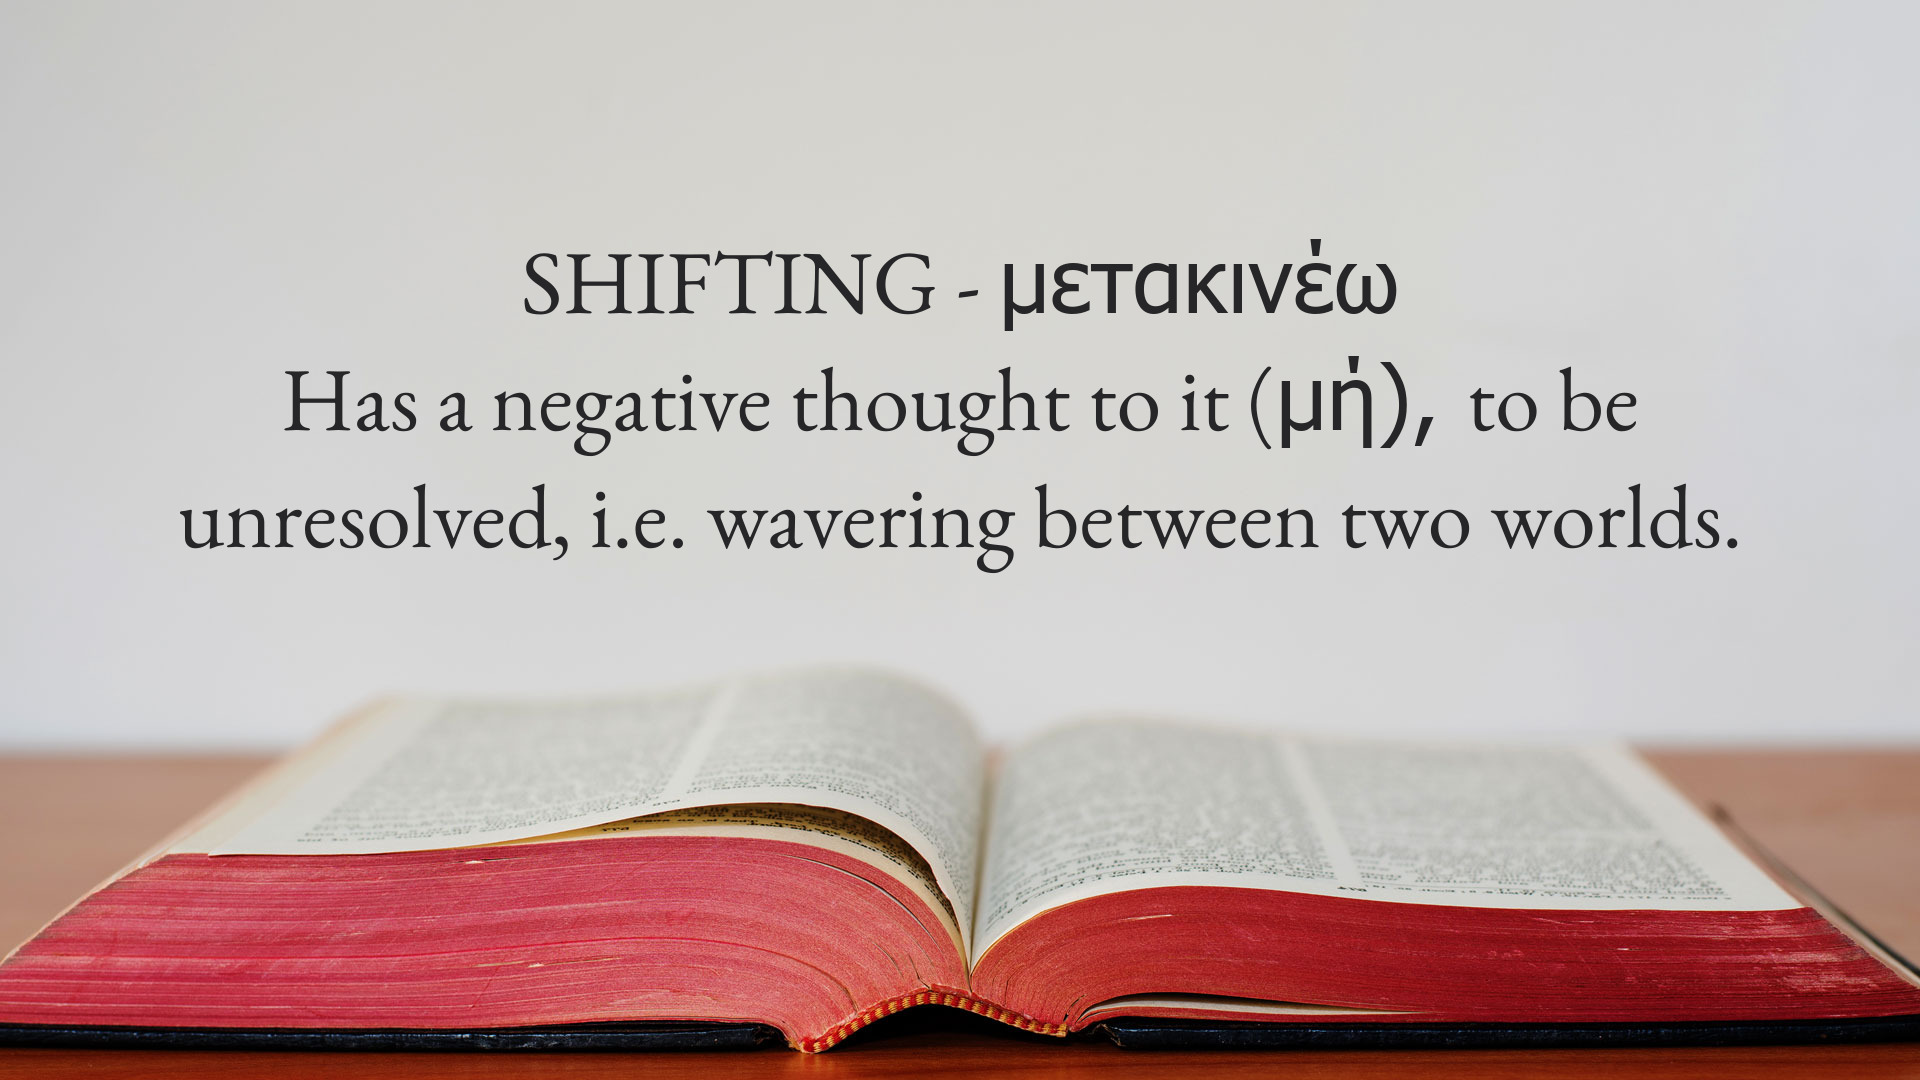 SHIFTING - μετακινέω
Has a negative thought to it (μή), to be
unresolved, i.e. wavering between two worlds.